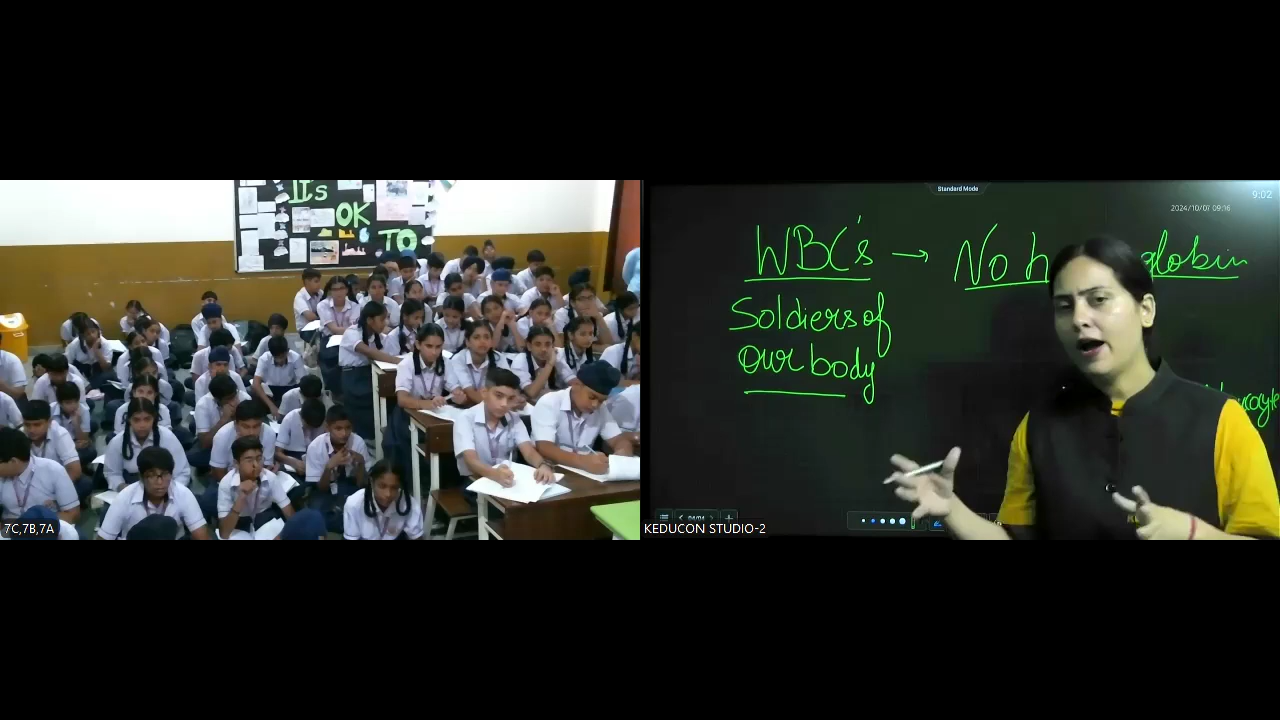 IT's
OK
TO
Standard Mode
9:02
2024/10/07 09:16
WBC's → No h globin
Soldiers of
our body
7C,7B,7A
KEDUCON STUDIO-2